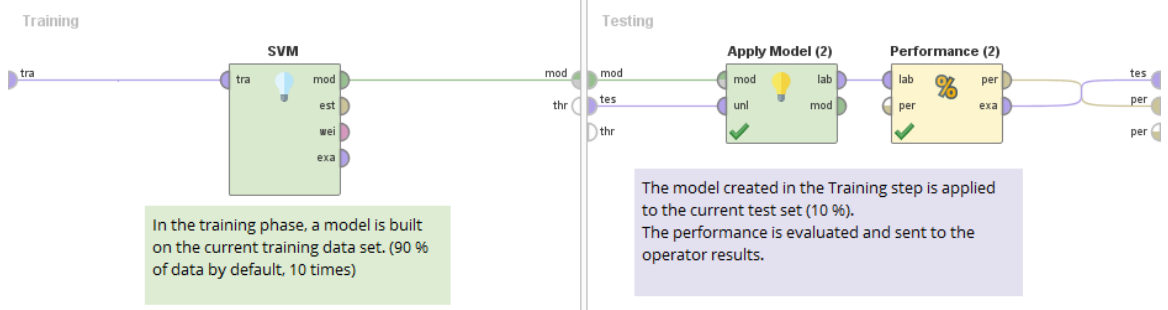 Training
SVM
tra
tra
mod
est
wei
exa
mod
thr
In the training phase, a model is built
on the current training data set. (90 %
of data by default, 10 times)
Testing
mod
tes
thr
Apply Model (2)
mod
lab
unl
mod
Performance (2)
lab
%
per
per
exa
tes
per
per
The model created in the Training step is applied
to the current test set (10 %).
The performance is evaluated and sent to the
operator results.